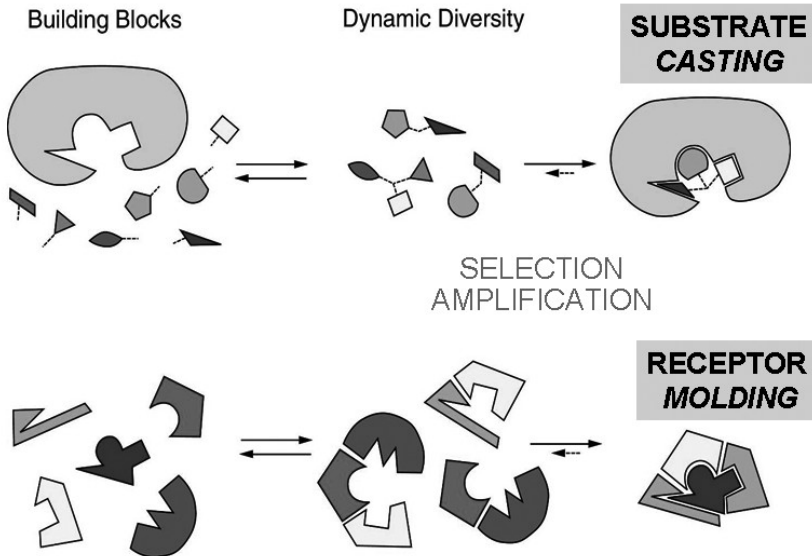 Building Blocks
Dynamic Diversity
SUBSTRATE
CASTING
SELECTION
AMPLIFICATION
RECEPTOR
MOLDING